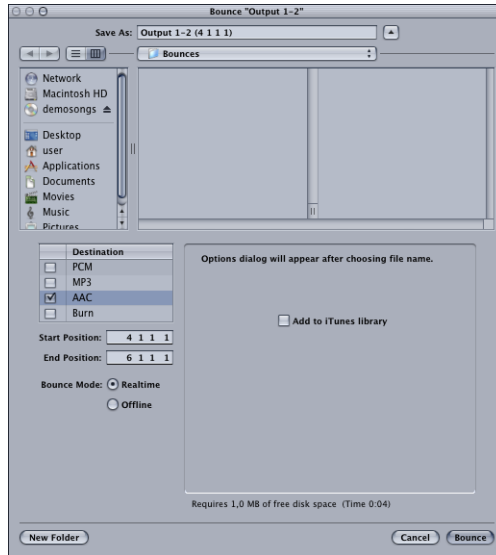 Bounce "Output 1-2"
Save As: Output 1-2 (4 1 1 1)
Bounces
Network
Macintosh HD
demosongs
Desktop
user
Applications
Documents
Movies
Music
Pictures
Destination
PCM
MP3
AAC
Burn
Start Position: 4 1 1 1
End Position: 6 1 1 1
Bounce Mode: Realtime
Offline
Options dialog will appear after choosing file name.
Add to iTunes library
Requires 1,0 MB of free disk space (Time 0:04)
New Folder
Cancel
Bounce